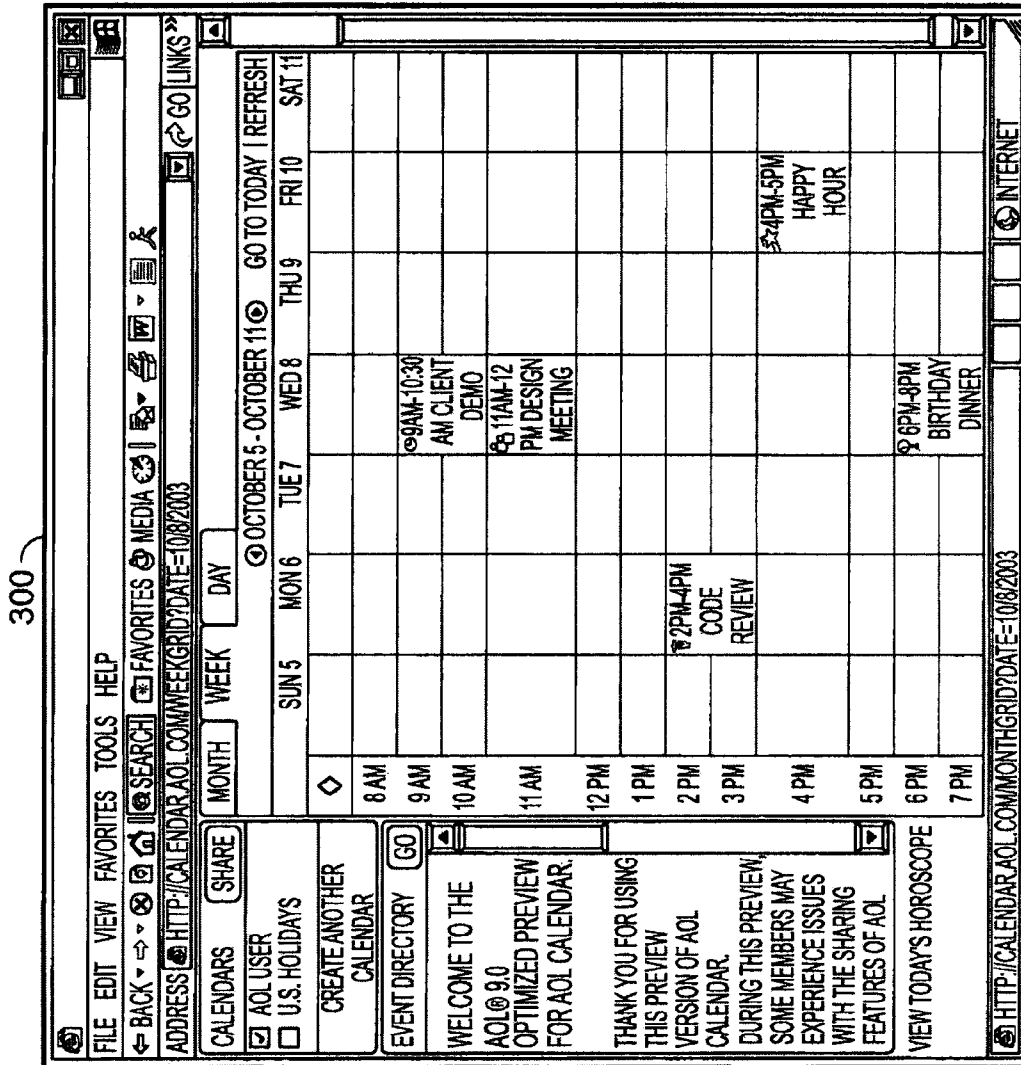 300
FILE EDIT VIEW FAVORITES TOOLS HELP
BACK SEARCH FAVORITES MEDIA W
ADDRESS HTTP://CALENDAR.AOL.COM/WEEKGRID?DATE=10/8/2003 GO LINKS »
CALENDARS SHARE
AOL USER
U.S. HOLIDAYS
CREATE ANOTHER
CALENDAR
EVENT DIRECTORY GO
WELCOME TO THE
AOL® 9.0
OPTIMIZED PREVIEW
FOR AOL CALENDAR.
THANK YOU FOR USING
THIS PREVIEW
VERSION OF AOL
CALENDAR.
DURING THIS PREVIEW,
SOME MEMBERS MAY
EXPERIENCE ISSUES
WITH THE SHARING
FEATURES OF AOL
VIEW TODAY'S HOROSCOPE
MONTH WEEK DAY
OCTOBER 5 - OCTOBER 11 GO TO TODAY | REFRESH
SUN 5 MON 6 TUE 7 WED 8 THU 9 FRI 10 SAT 11
8 AM
9 AM
10 AM
11 AM
12 PM
1 PM
2 PM
3 PM
4 PM
5 PM
6 PM
7 PM
2PM-4PM
CODE
REVIEW
9AM-10:30
AM CLIENT
DEMO
11AM-12
PM DESIGN
MEETING
6PM-8PM
BIRTHDAY
DINNER
4PM-5PM
HAPPY
HOUR
HTTP://CALENDAR.AOL.COM/MONTHGRID?DATE=10/8/2003 INTERNET